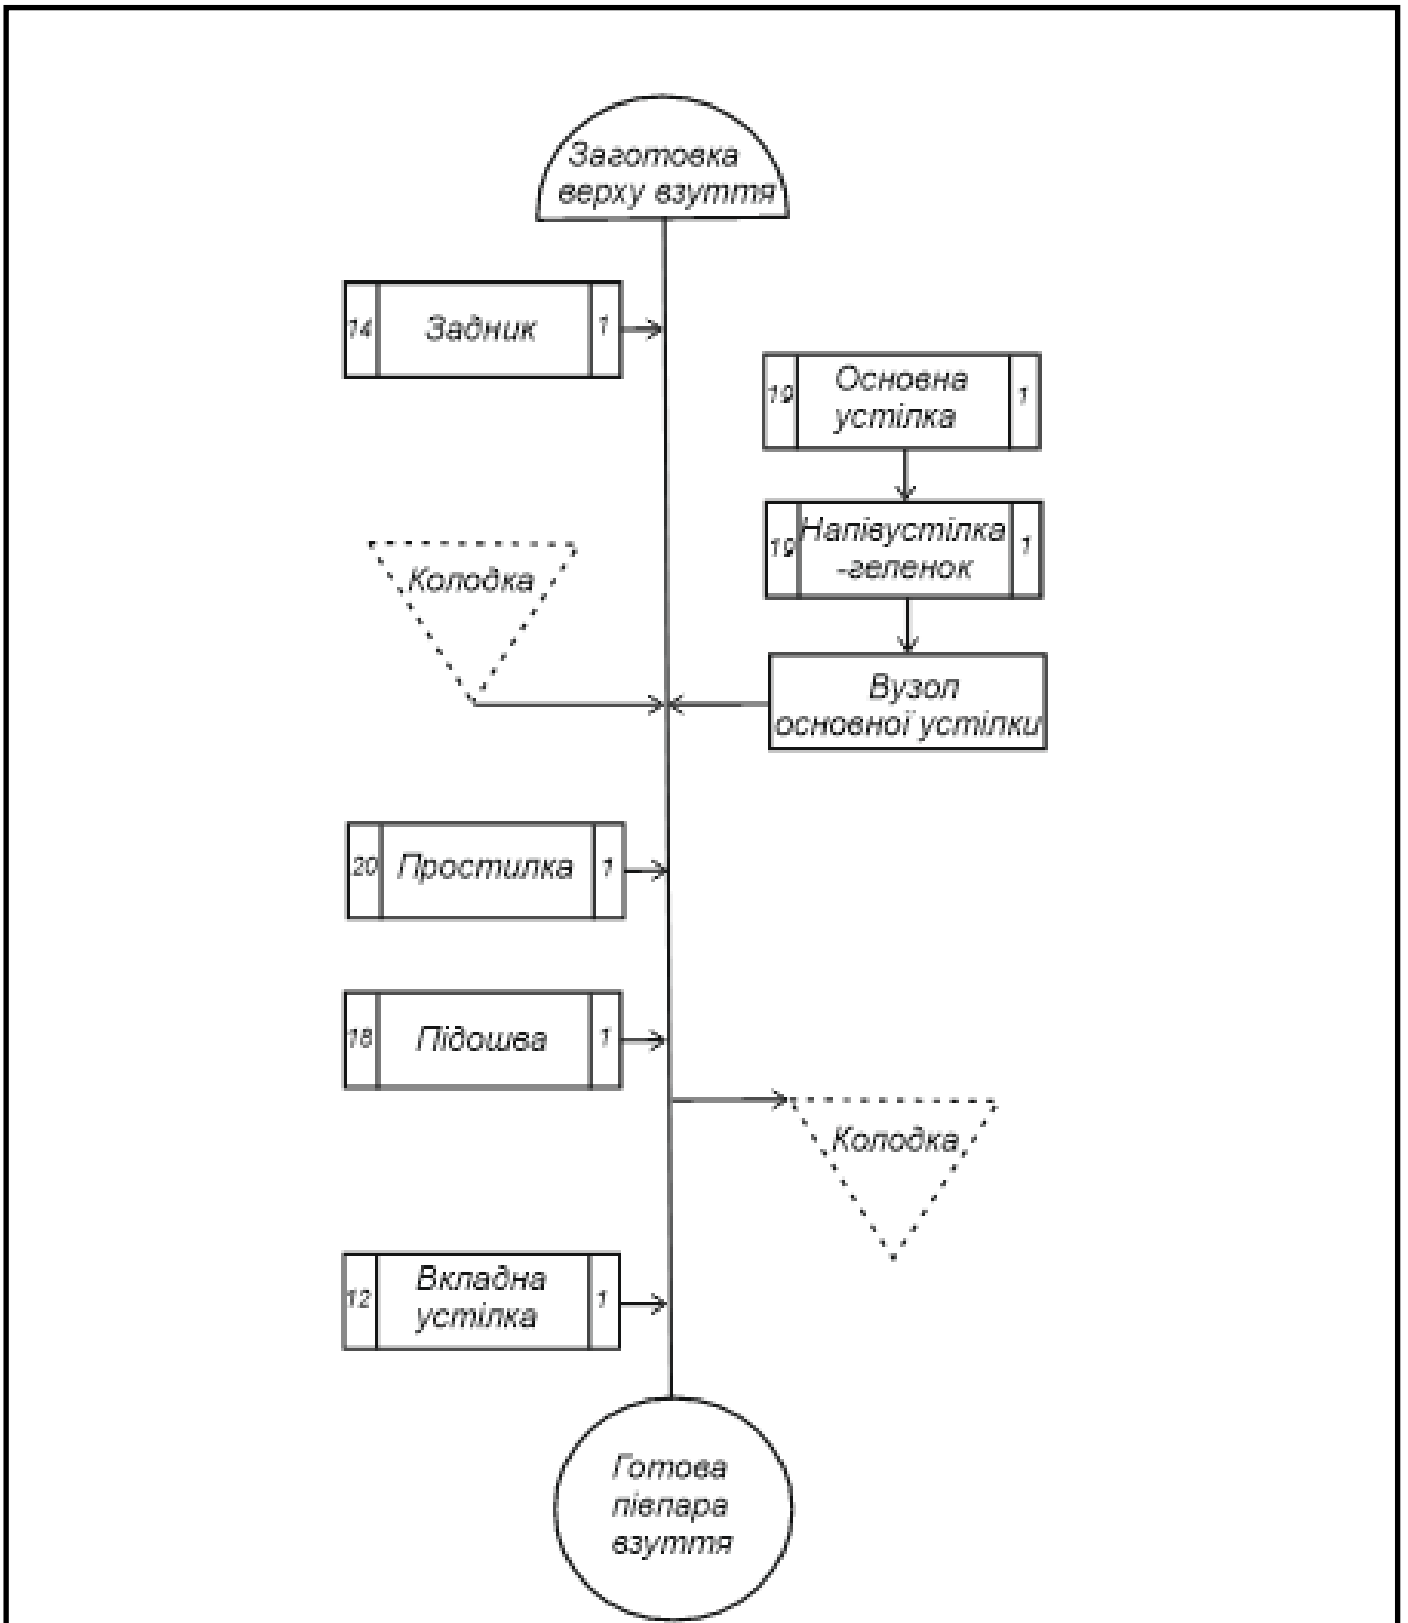 Заготовка
верху взуття
14 Задник 1
19 Основна 1
устілка
Колодка
19 Напівустілка 1
-геленок
Вузол
основної устілки
20 Простилка 1
18 Підошва 1
Колодка
12 Вкладна 1
устілка
Готова
півпара
взуття